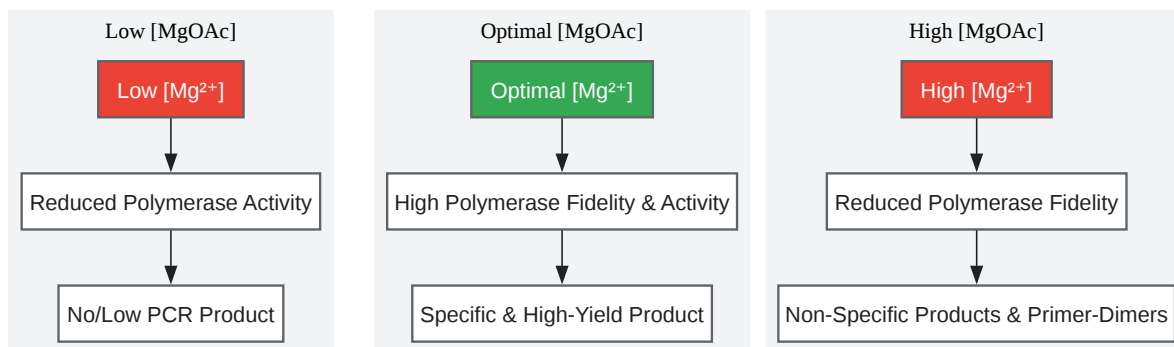 Low [MgOAc]
Low [Mg²⁺]
Reduced Polymerase Activity
No/Low PCR Product
Optimal [MgOAc]
Optimal [Mg²⁺]
High Polymerase Fidelity & Activity
Specific & High-Yield Product
High [MgOAc]
High [Mg²⁺]
Reduced Polymerase Fidelity
Non-Specific Products & Primer-Dimers